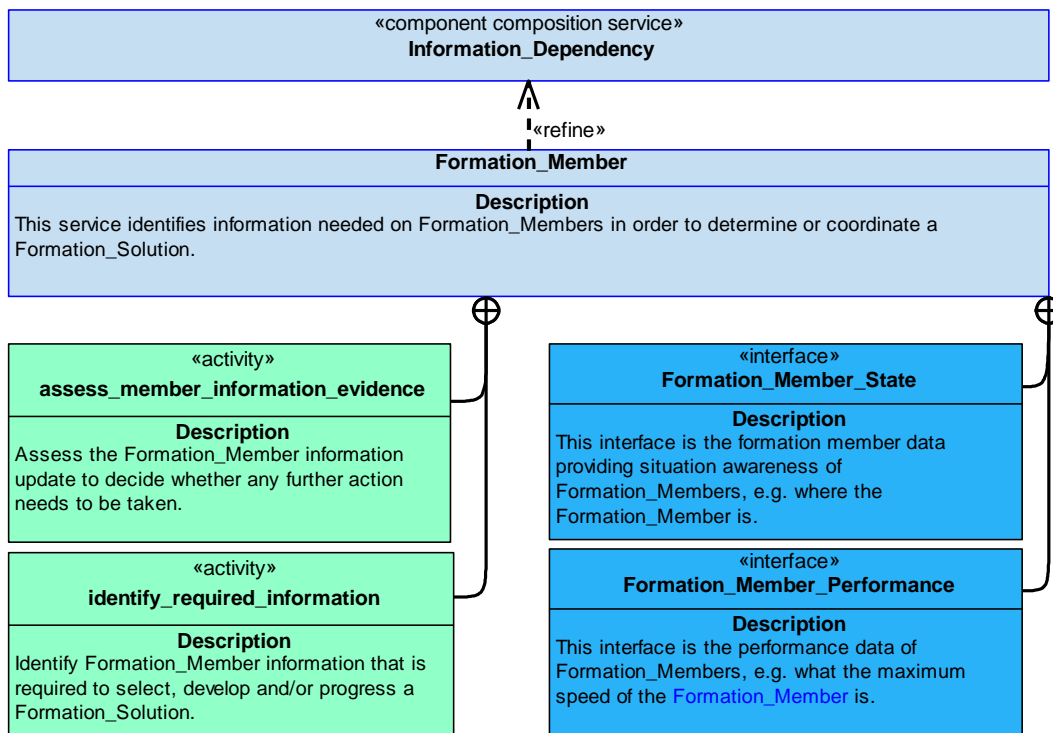 «component composition service»
Information_Dependency
«refine»
Formation_Member
Description
This service identifies information needed on Formation_Members in order to determine or coordinate a
Formation_Solution.
«activity»
assess_member_information_evidence
Description
Assess the Formation_Member information
update to decide whether any further action
needs to be taken.
«activity»
identify_required_information
Description
Identify Formation_Member information that is
required to select, develop and/or progress a
Formation_Solution.
«interface»
Formation_Member_State
Description
This interface is the formation member data
providing situation awareness of
Formation_Members, e.g. where the
Formation_Member is.
«interface»
Formation_Member_Performance
Description
This interface is the performance data of
Formation_Members, e.g. what the maximum
speed of the Formation_Member is.